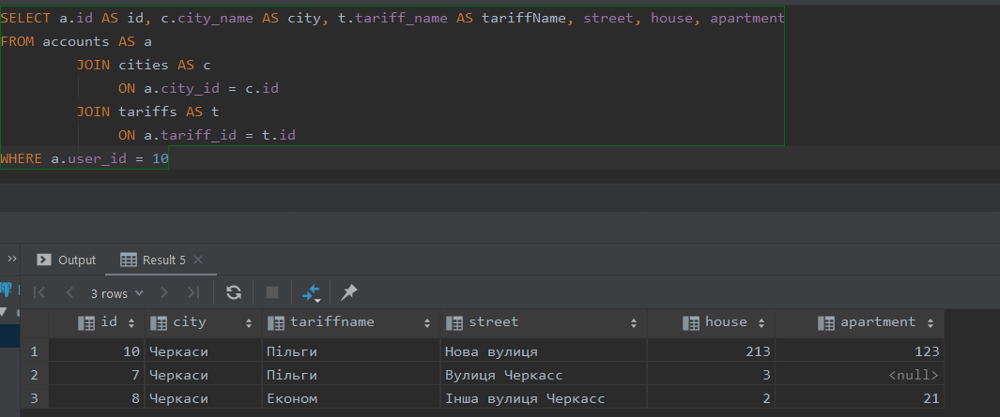 SELECT a.id AS id, c.city_name AS city, t.tariff_name AS tariffName, street, house, apartment
FROM accounts AS a
JOIN cities AS c
ON a.city_id = c.id
JOIN tariffs AS t
ON a.tariff_id = t.id
WHERE a.user_id = 10
Output Result 5
3 rows
id city tariffname street house apartment
1 10 Черкаси Пільги Нова вулиця 213 123
2 7 Черкаси Пільги Вулиця Черкасс 3 <null>
3 8 Черкаси Економ Інша вулиця Черкасс 2 21